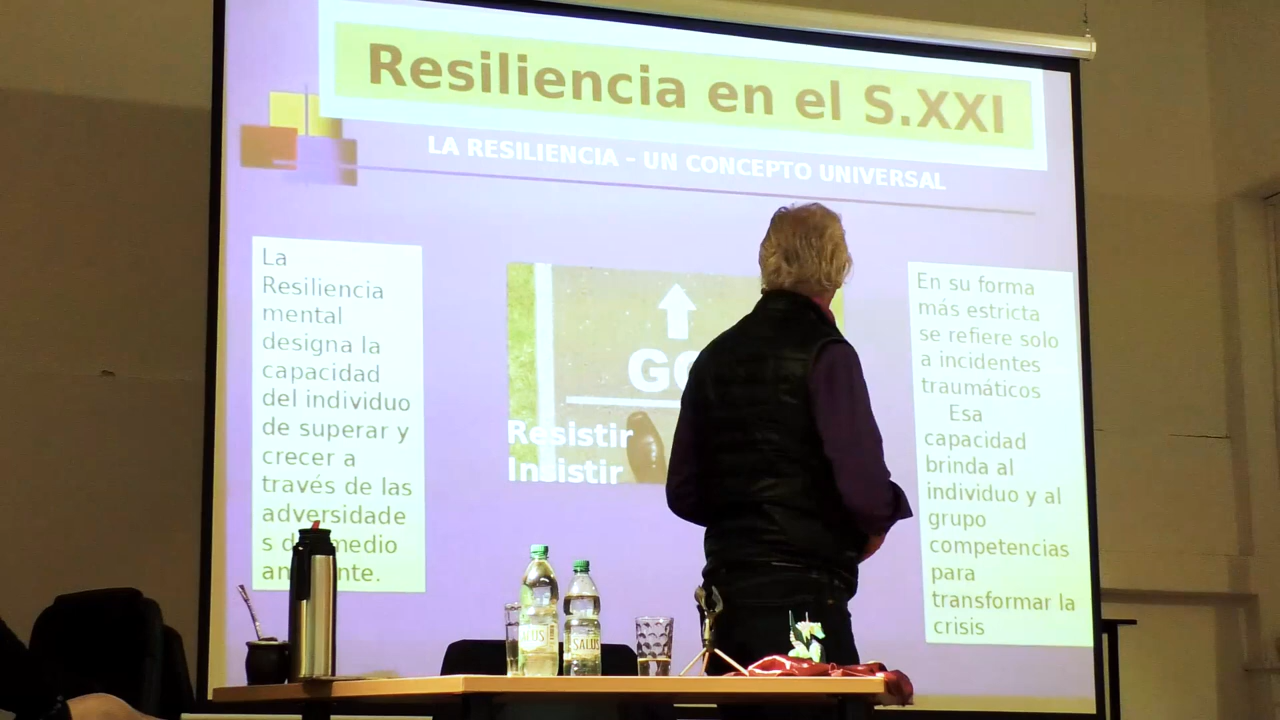 Resiliencia en el S.XXI
LA RESILIENCIA – UN CONCEPTO UNIVERSAL
La
Resiliencia
mental
designa la
capacidad
del individuo
de superar y
crecer a
través de las
adversidade
s medio
Resistir
Insistir
En su forma
más estricta
se refiere solo
a incidentes
traumáticos
Esa
capacidad
brinda al
individuo y al
grupo
competencias
para
transformar la
crisis
SALUS